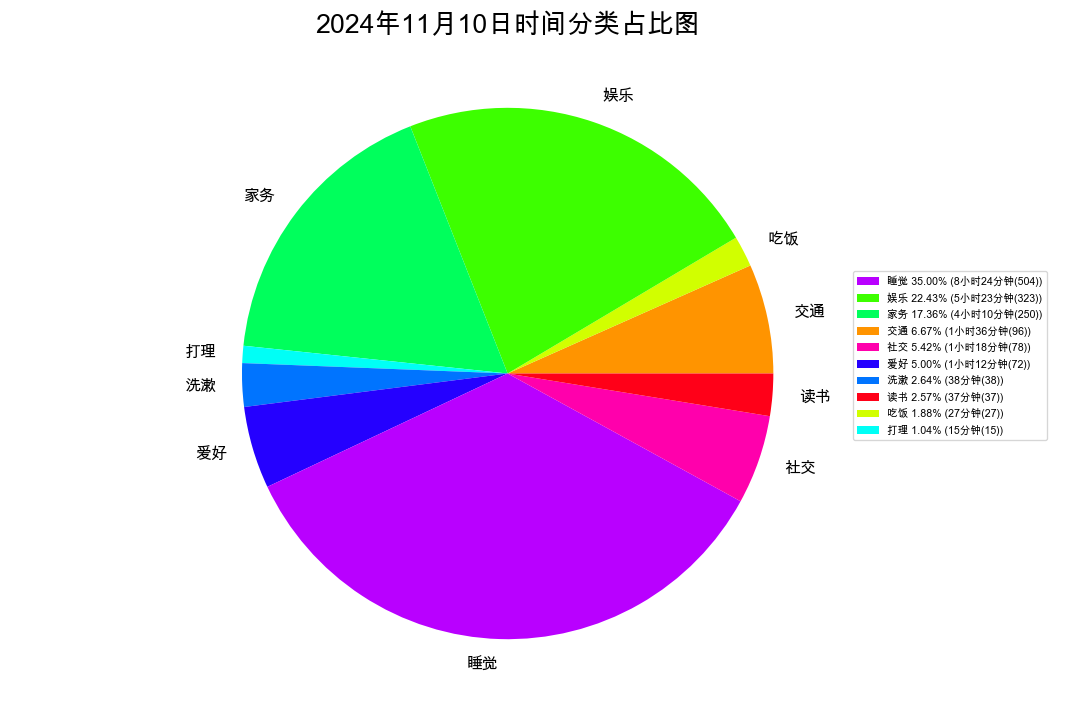 2024年11月10日时间分类占比图
娱乐
家务
吃饭
交通
打理
洗漱
读书
爱好
社交
睡觉
睡觉 35.00% (8小时24分钟(504))
娱乐 22.43% (5小时23分钟(323))
家务 17.36% (4小时10分钟(250))
交通 6.67% (1小时36分钟(96))
社交 5.42% (1小时18分钟(78))
爱好 5.00% (1小时12分钟(72))
洗漱 2.64% (38分钟(38))
读书 2.57% (37分钟(37))
吃饭 1.88% (27分钟(27))
打理 1.04% (15分钟(15))